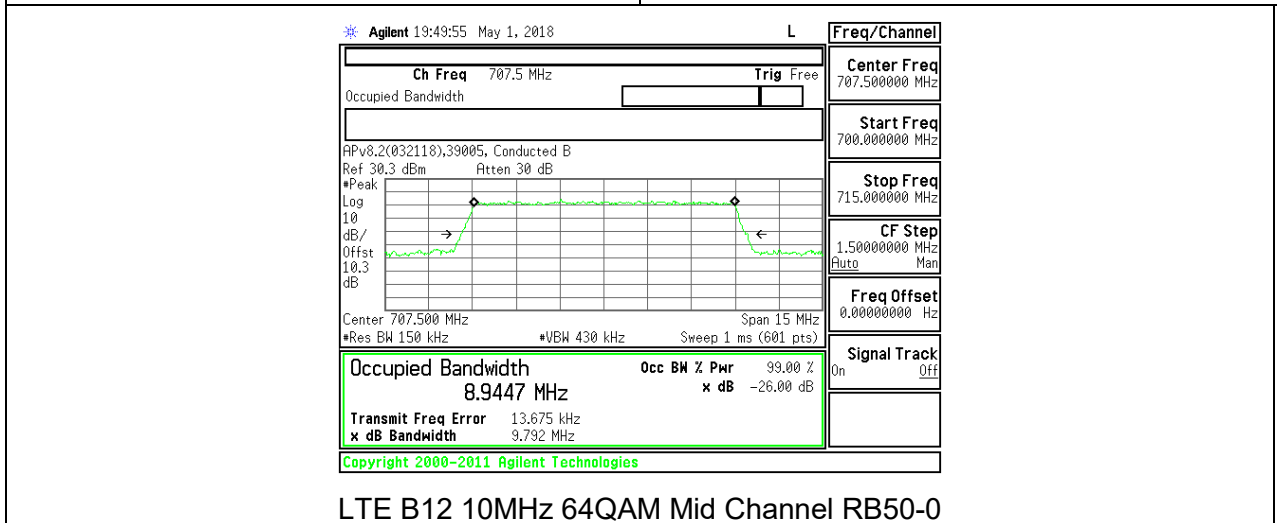 Agilent 19:49:55 May 1, 2018 L
Freq/Channel
Ch Freq 707.5 MHz Trig Free
Occupied Bandwidth
Center Freq
707.500000 MHz
Start Freq
700.000000 MHz
APv8.2(032118),39005, Conducted B
Ref 30.3 dBm Atten 30 dB
#Peak
Log
10
dB/
Offst
10.3
dB
Stop Freq
715.000000 MHz
CF Step
1.50000000 MHz
Auto Man
Freq Offset
0.00000000 Hz
Center 707.500 MHz Span 15 MHz
#Res BW 150 kHz #VBW 430 kHz Sweep 1 ms (601 pts)
Signal Track
On Off
Occupied Bandwidth Occ BW % Pwr 99.00 %
8.9447 MHz x dB -26.00 dB
Transmit Freq Error 13.675 kHz
x dB Bandwidth 9.792 MHz
Copyright 2000-2011 Agilent Technologies
LTE B12 10MHz 64QAM Mid Channel RB50-0